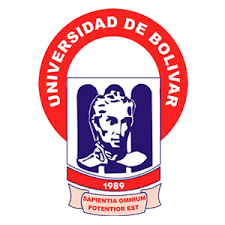 UNIVERSIDAD DE BOLIVAR
1989
SAPIENTIA OMNIUM
POTENTIOR EST